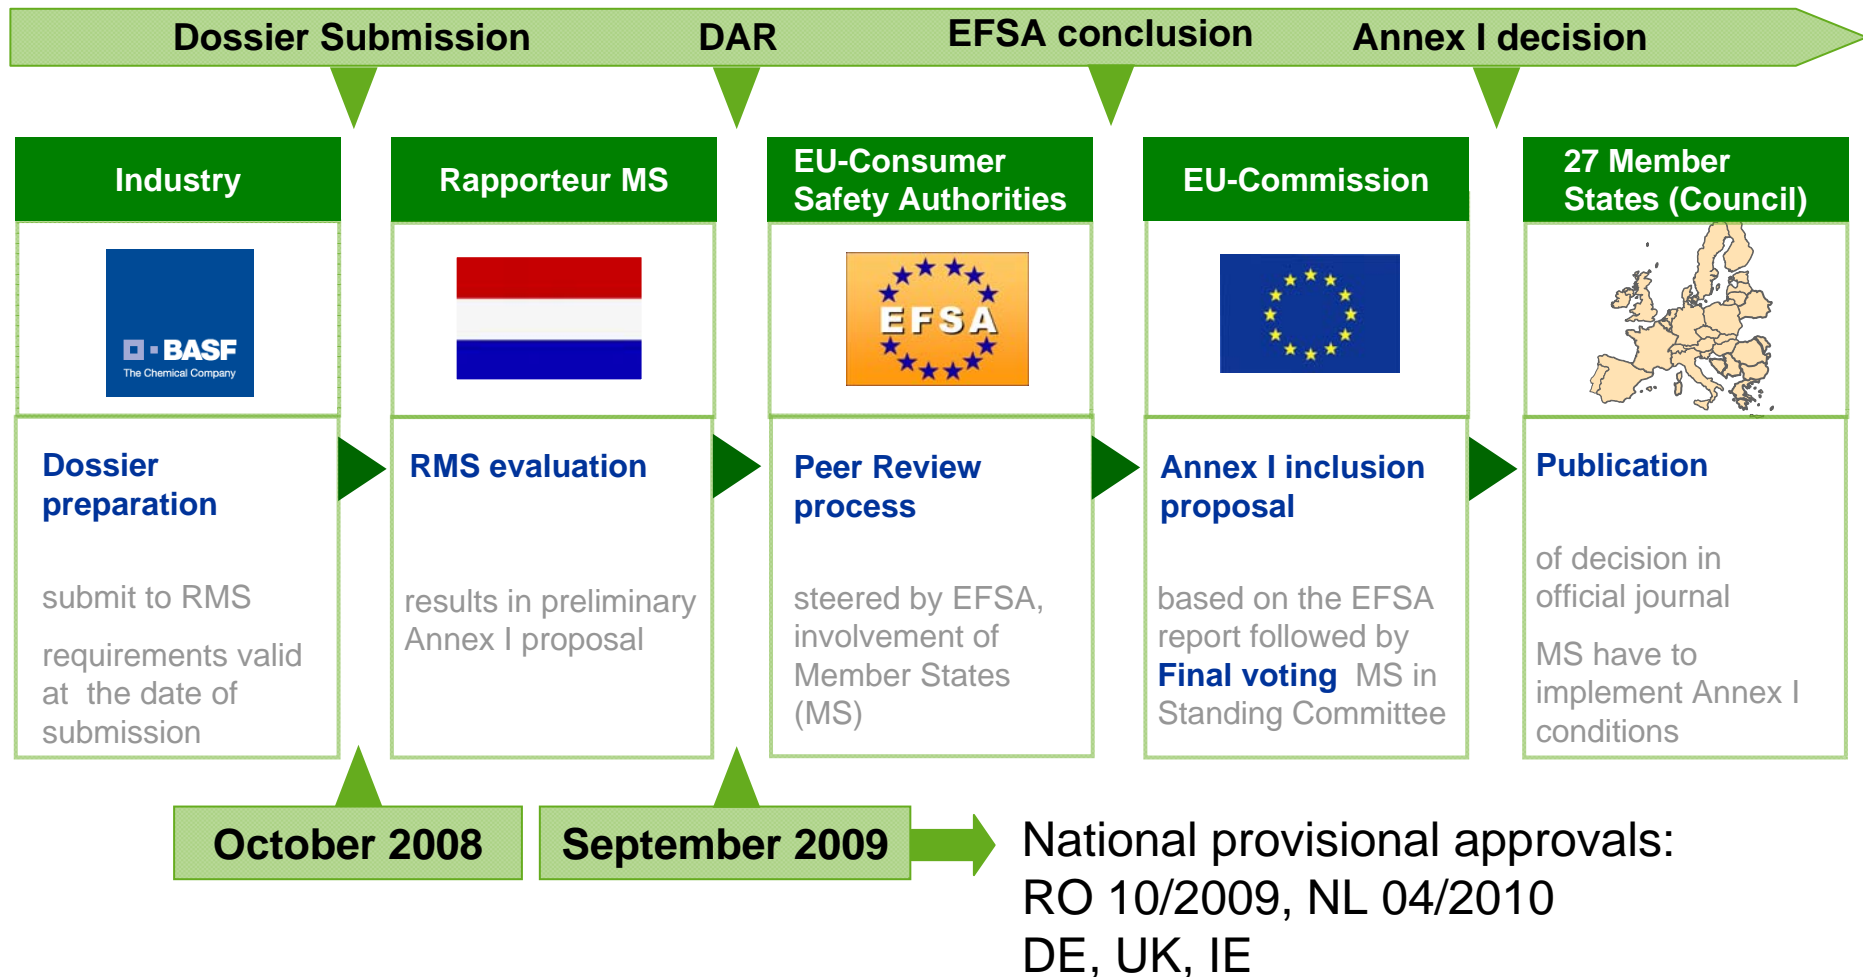 Dossier Submission
DAR
EFSA conclusion
Annex I decision
Industry
Rapporteur MS
EU-Consumer
Safety Authorities
EU-Commission
27 Member
States (Council)
BASF
The Chemical Company
EFSA
Dossier
preparation
submit to RMS
requirements valid
at the date of
submission
RMS evaluation
results in preliminary
Annex I proposal
Peer Review
process
steered by EFSA,
involvement of
Member States
(MS)
Annex I inclusion
proposal
based on the EFSA
report followed by
Final voting MS in
Standing Committee
Publication
of decision in
official journal
MS have to
implement Annex I
conditions
October 2008
September 2009
National provisional approvals:
RO 10/2009, NL 04/2010
DE, UK, IE